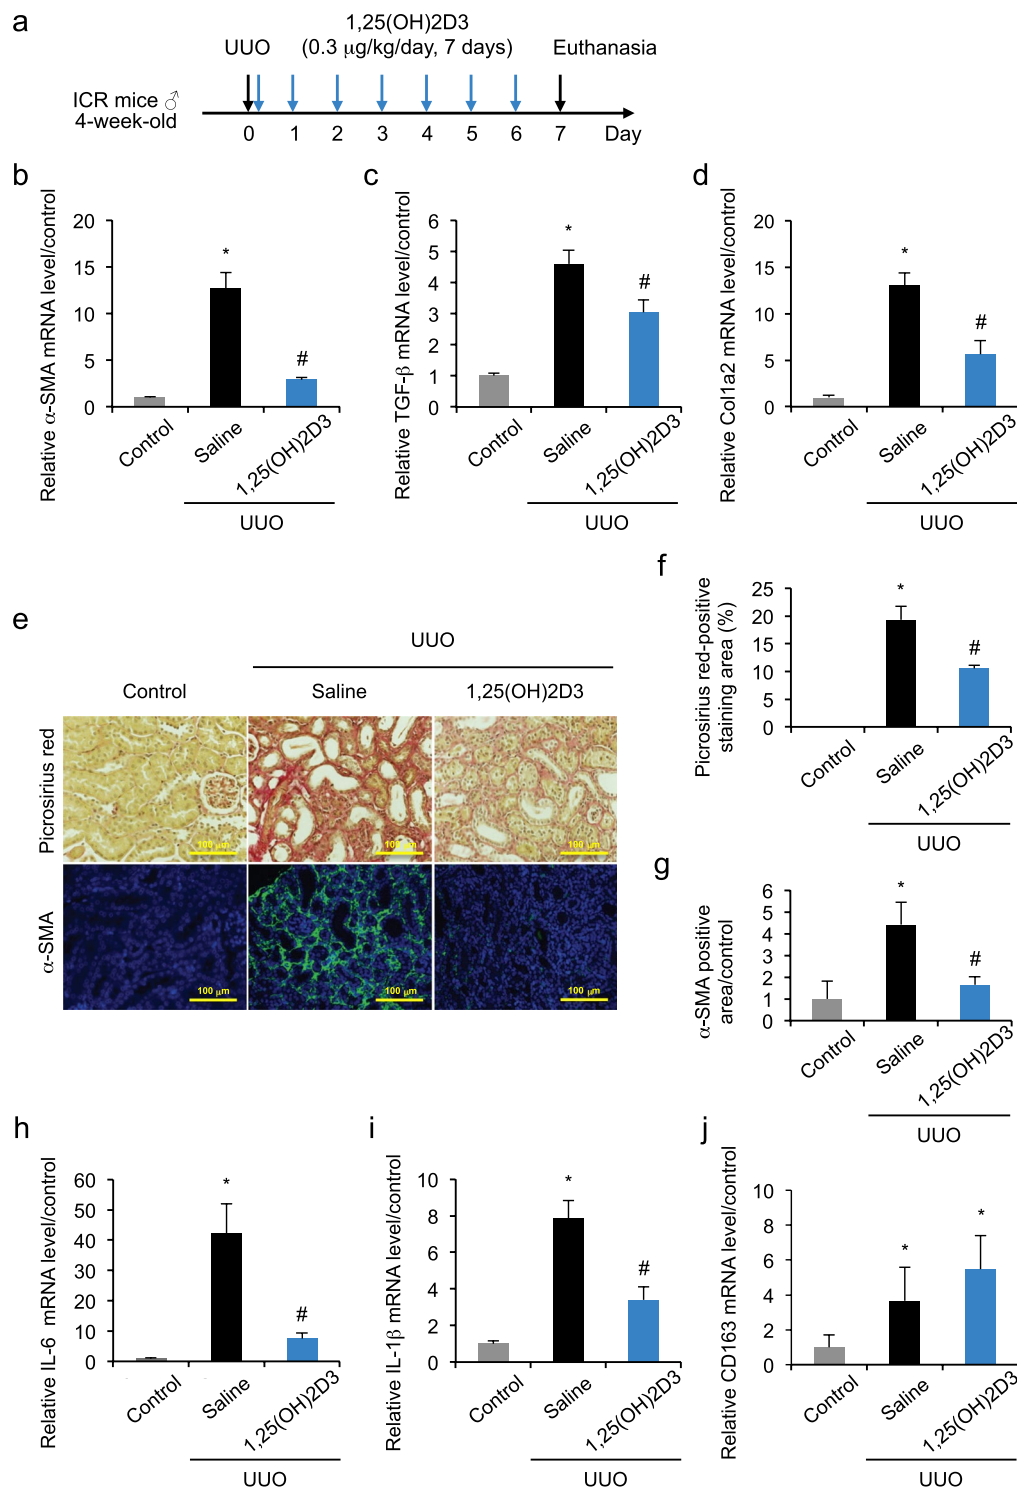 a
1,25(OH)2D3
UUO (0.3 μg/kg/day, 7 days) Euthanasia
ICR mice ♂
4-week-old
0 1 2 3 4 5 6 7 Day
b
Relative α-SMA mRNA level/control
20
15
10
5
0
*
#
Control
Saline
1,25(OH)2D3
UUO
c
Relative TGF-β mRNA level/control
6
5
4
3
2
1
0
*
#
Control
Saline
1,25(OH)2D3
UUO
d
Relative Col1a2 mRNA level/control
20
15
10
5
0
*
#
Control
Saline
1,25(OH)2D3
UUO
e
UUO
Control Saline 1,25(OH)2D3
Picrosirius red
100 μm 100 μm 100 μm
α-SMA
100 μm 100 μm 100 μm
f
Picrosirius red-positive
staining area (%)
25
20
15
10
5
0
*
#
Control
Saline
1,25(OH)2D3
UUO
g
α-SMA positive
area/control
6
5
4
3
2
1
0
*
#
Control
Saline
1,25(OH)2D3
UUO
h
Relative IL-6 mRNA level/control
60
50
40
30
20
10
0
*
#
Control
Saline
1,25(OH)2D3
UUO
i
Relative IL-1β mRNA level/control
10
8
6
4
2
0
*
#
Control
Saline
1,25(OH)2D3
UUO
j
Relative CD163 mRNA level/control
10
8
6
4
2
0
*
*
Control
Saline
1,25(OH)2D3
UUO